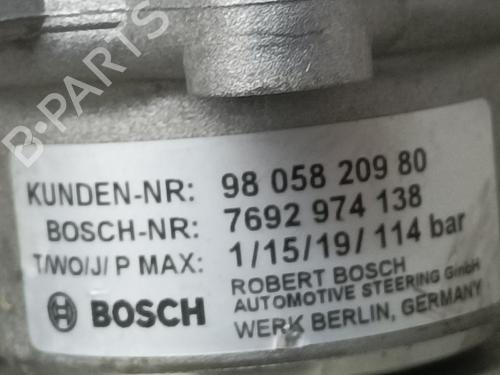 B-PARTS
KUNDEN-NR: 98 058 209 80
BOSCH-NR: 7692 974 138
T/WO/J/ P MAX: 1/15/19/ 114 bar
BOSCH
ROBERT BOSCH
AUTOMOTIVE STEERING GmbH
WERK BERLIN, GERMANY